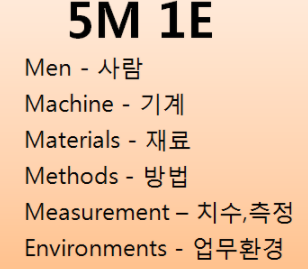 5M 1E
Men - 사람
Machine - 기계
Materials - 재료
Methods - 방법
Measurement – 치수,측정
Environments - 업무환경